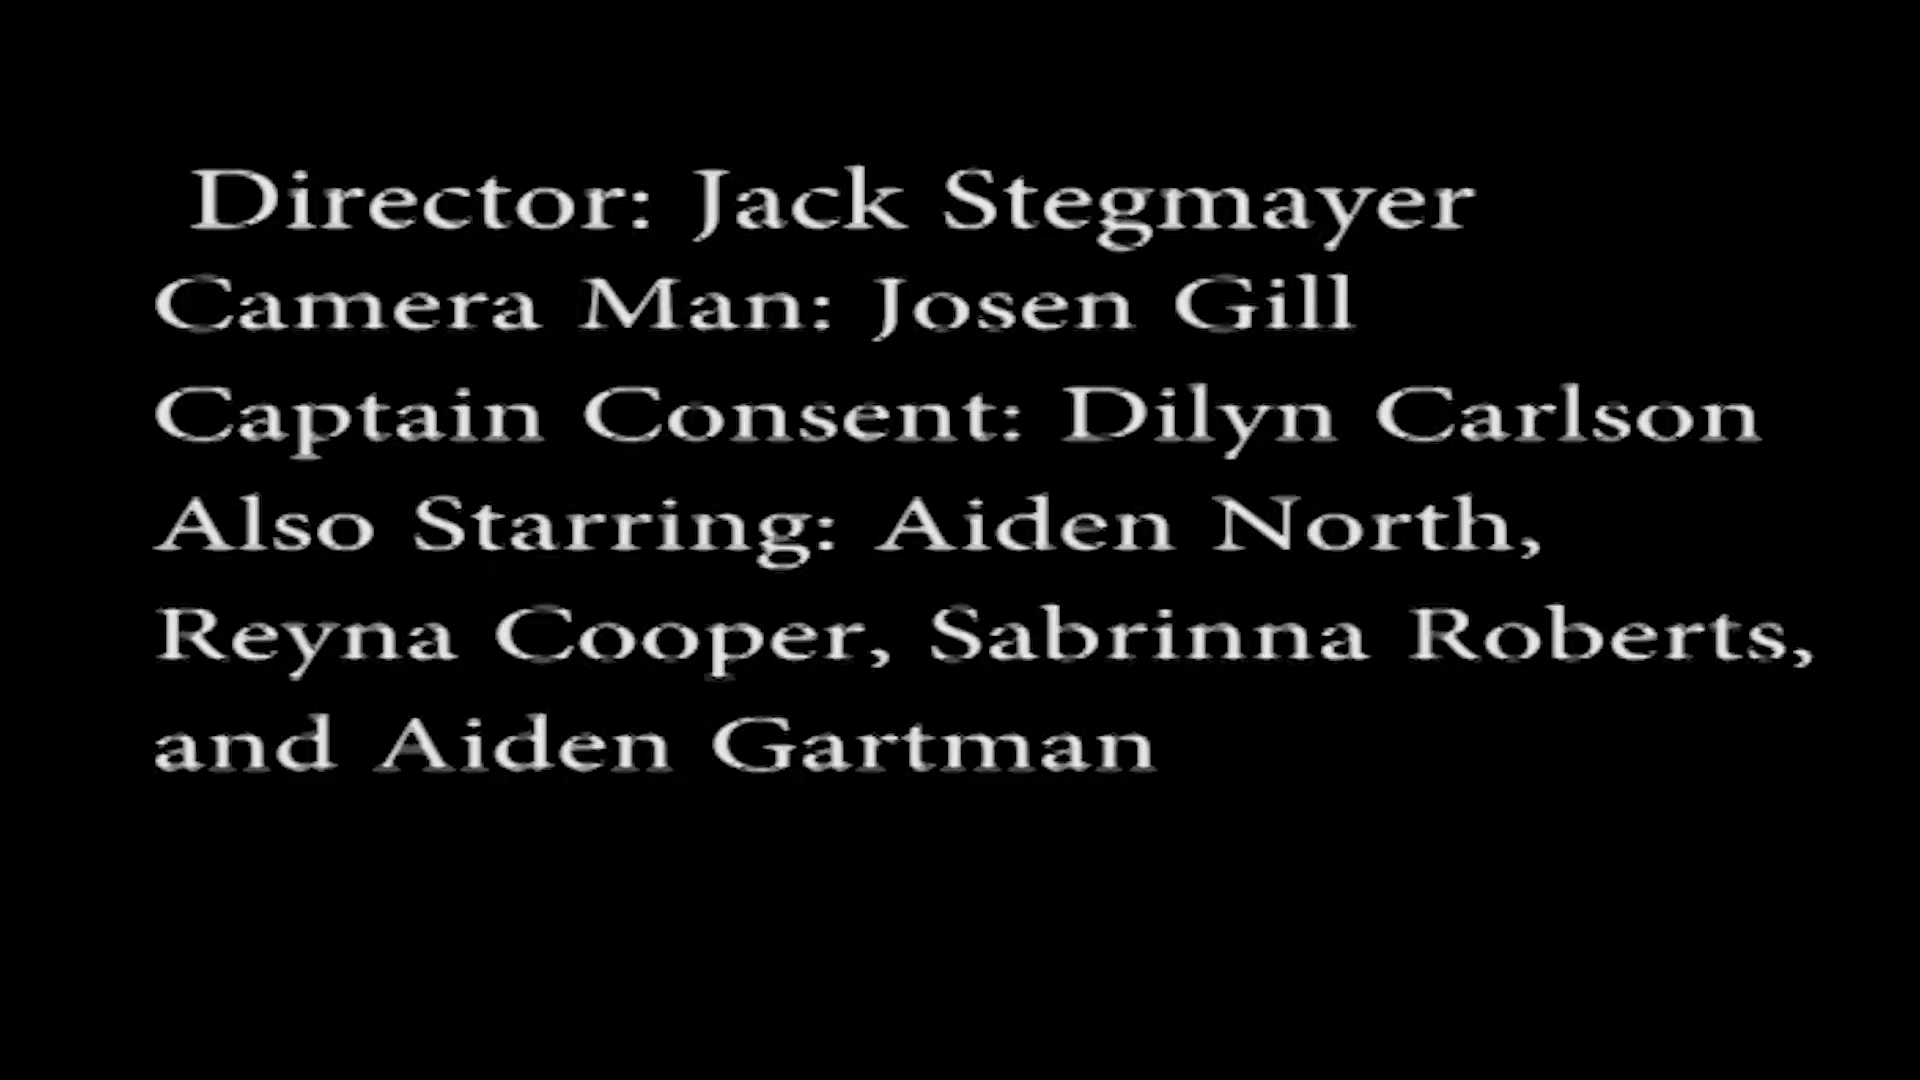 Director: Jack Stegmayer
Camera Man: Josen Gill
Captain Consent: Dilyn Carlson
Also Starring: Aiden North,
Reyna Cooper, Sabrinna Roberts,
and Aiden Gartman